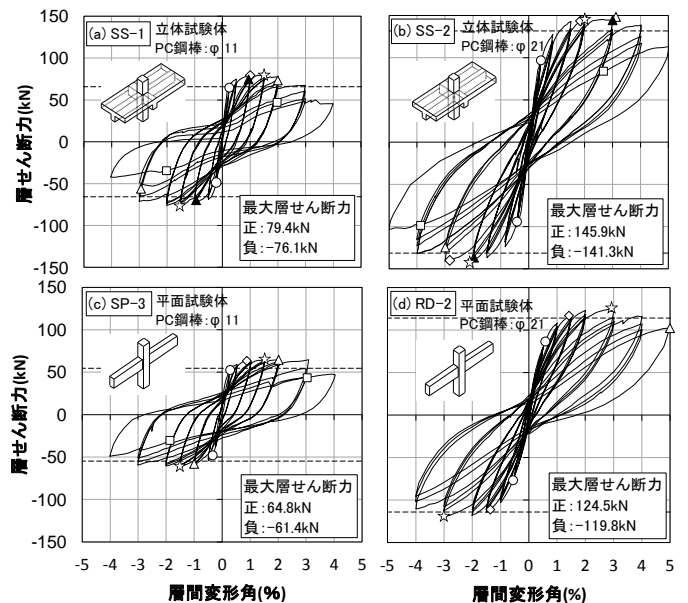 (a) SS-1
立体試験体
PC鋼棒：φ 11
最大層せん断力
正：79.4kN
負：-76.1kN
150
100
50
0
-50
-100
-150
層せん断力(kN)
(b) SS-2
立体試験体
PC鋼棒：φ 21
最大層せん断力
正：145.9kN
負：-141.3kN
(c) SP-3
平面試験体
PC鋼棒：φ 11
最大層せん断力
正：64.8kN
負：-61.4kN
100
50
0
-50
-100
-150
層せん断力(kN)
-5 -4 -3 -2 -1 0 1 2 3 4
層間変形角(%)
(d) RD-2
平面試験体
PC鋼棒：φ 21
最大層せん断力
正：124.5kN
負：-119.8kN
-5 -4 -3 -2 -1 0 1 2 3 4 5
層間変形角(%)